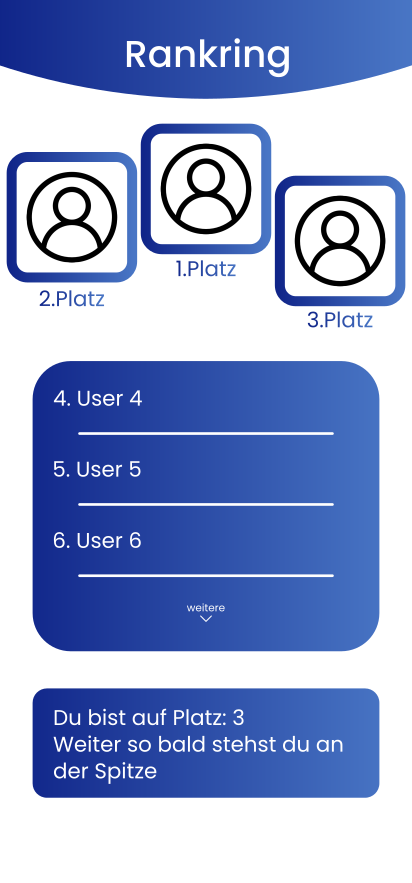 Rankring
1.Platz
2.Platz
3.Platz
4. User 4
5. User 5
6. User 6
weitere
Du bist auf Platz: 3
Weiter so bald stehst du an
der Spitze